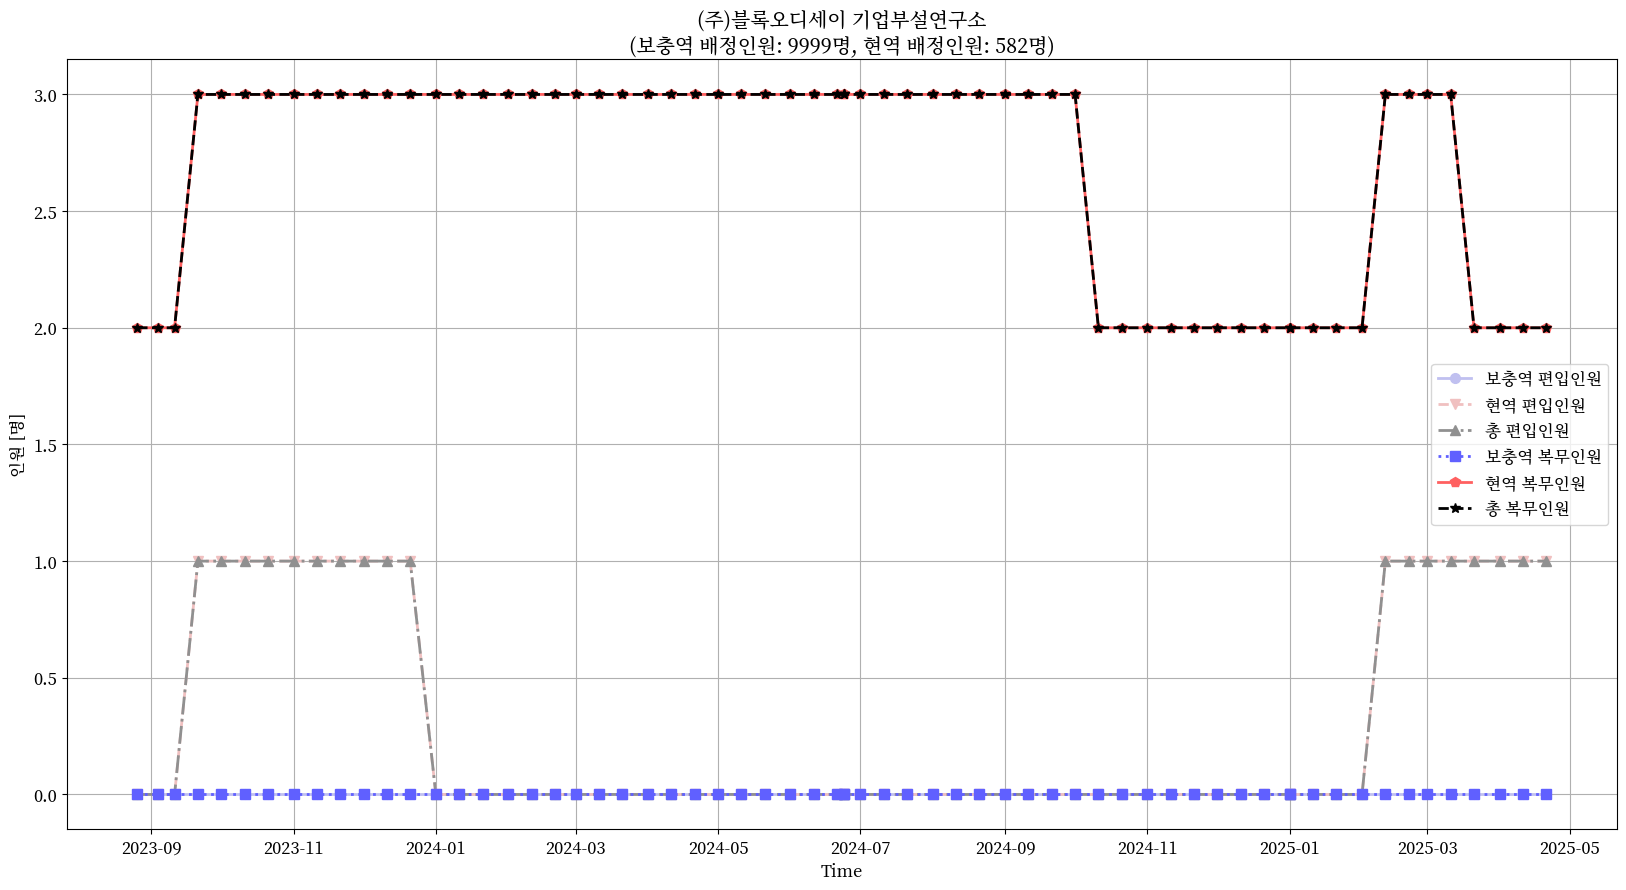 (주)블록오디세이 기업부설연구소
(보충역 배정인원: 9999명, 현역 배정인원: 582명)
3.0
2.5
2.0
1.5
1.0
0.5
0.0
인원 [명]
보충역 편입인원
현역 편입인원
총 편입인원
보충역 복무인원
현역 복무인원
총 복무인원
2023-09 2023-11 2024-01 2024-03 2024-05 2024-07 2024-09 2024-11 2025-01 2025-03 2025-05
Time